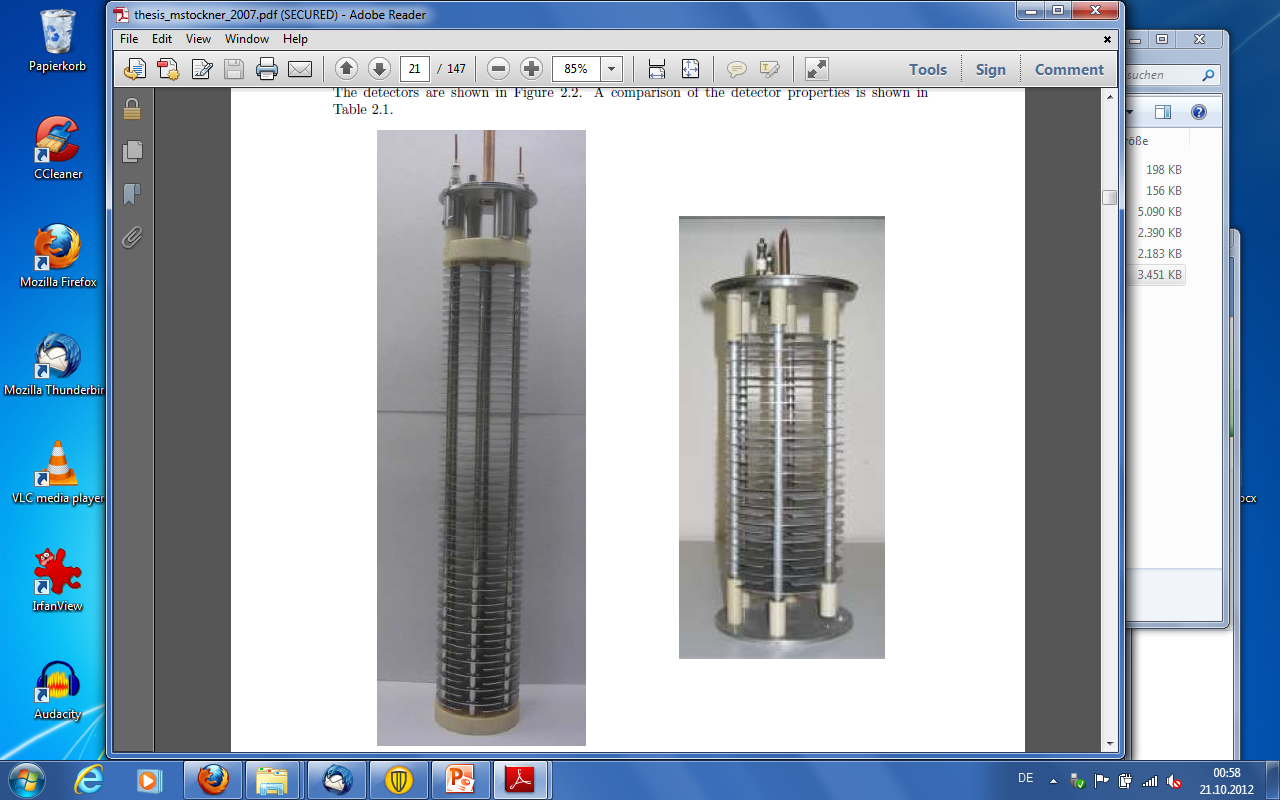 thesis_mstockner_2007.pdf (SECURED) - Adobe Reader
File Edit View Window Help
21 / 147
85%
Tools Sign Comment
The detectors are shown in Figure 2.2. A comparison of the detector properties is shown in
Table 2.1.
Papierkorb
CCleaner
Mozilla Firefox
Mozilla Thunderbir
VLC media player
IrfanView
Audacity
suchen
öße
198 KB
156 KB
5.090 KB
2.390 KB
2.183 KB
3.451 KB
ocx
DE
00:58
21.10.2012